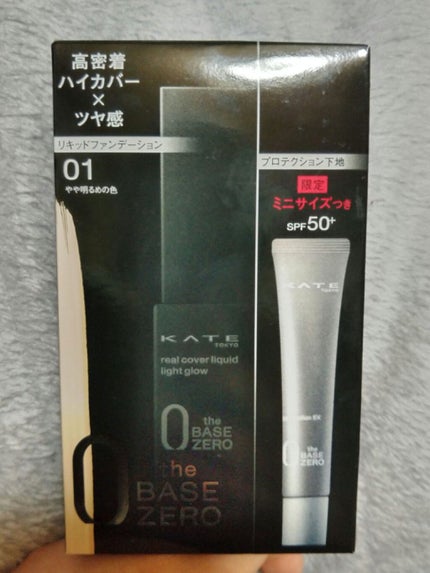 高密着
ハイカバー
×
ツヤ感
リキッドファンデーション
01
やや明るめの色
KATE
TOKYO
real cover liquid
light glow
0 the
BASE
ZERO
0 the
BASE
ZERO
プロテクション下地
限定
ミニサイズつき
SPF50+
KATE
TOKYO
EX
0 the
BASE
ZERO